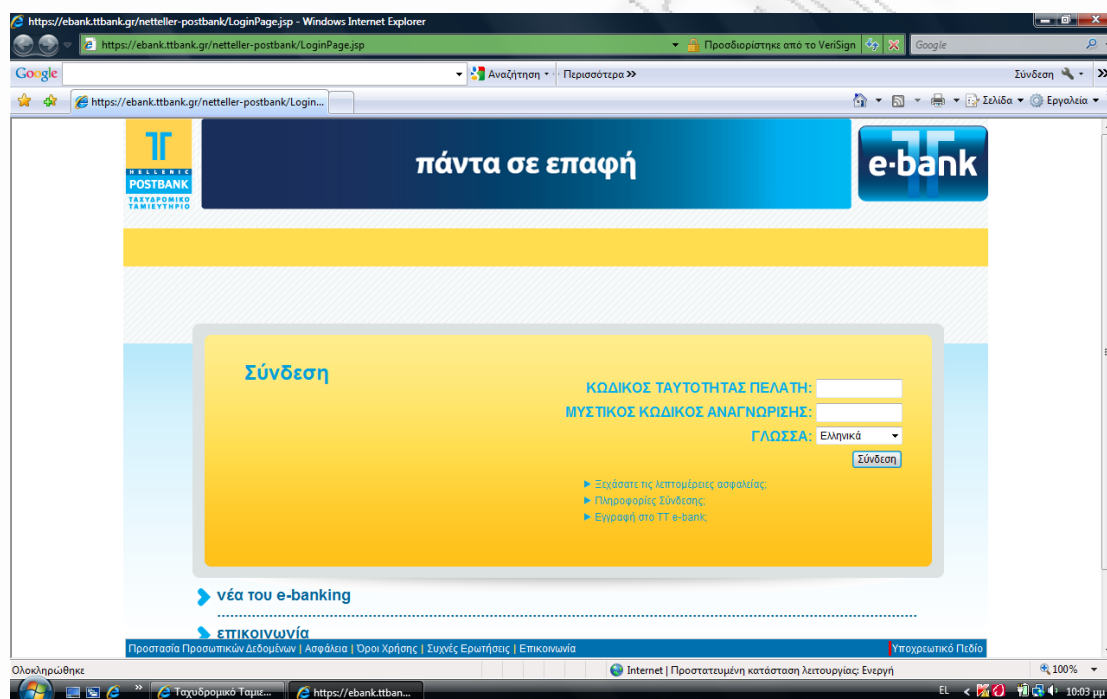 https://ebank.ttbank.gr/netteller-postbank/LoginPage.jsp - Windows Internet Explorer
https://ebank.ttbank.gr/netteller-postbank/LoginPage.jsp
Προσδιορίστηκε από το VeriSign
Google
Google
Αναζήτηση
Περισσότερα »
Σύνδεση
https://ebank.ttbank.gr/netteller-postbank/Login...
Σελίδα
Εργαλεία
HELLENIC
POSTBANK
ΤΑΧΥΔΡΟΜΙΚΟ
ΤΑΜΙΕΥΤΗΡΙΟ
πάντα σε επαφή
e-bank
Σύνδεση
ΚΩΔΙΚΟΣ ΤΑΥΤΟΤΗΤΑΣ ΠΕΛΑΤΗ:
ΜΥΣΤΙΚΟΣ ΚΩΔΙΚΟΣ ΑΝΑΓΝΩΡΙΣΗΣ:
ΓΛΩΣΣΑ: Ελληνικά
Σύνδεση
Ξεχάσατε τις λεπτομέρειες ασφαλείας;
Πληροφορίες Σύνδεσης;
Εγγραφή στο TT e-bank;
νέα του e-banking
επικοινωνία
Προστασία Προσωπικών Δεδομένων | Ασφάλεια | Όροι Χρήσης | Συχνές Ερωτήσεις | Επικοινωνία
Υποχρεωτικό Πεδίο
Ολοκληρώθηκε
Internet | Προστατευμένη κατάσταση λειτουργίας: Ενεργή
100%
Ταχυδρομικό Ταμιε...
https://ebank.ttban...
EL
10:03 μμ